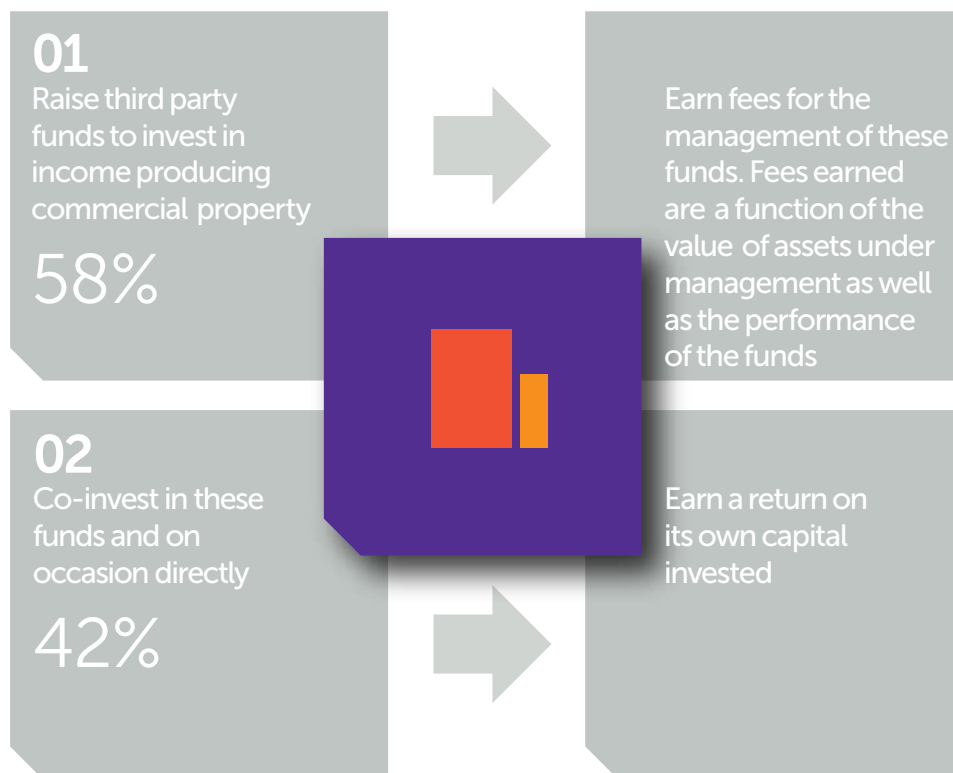 01
Raise third party
funds to invest in
income producing
commercial property
58%
Earn fees for the
management of these
funds. Fees earned
are a function of the
value of assets under
management as well
as the performance
of the funds
02
Co-invest in these
funds and on
occasion directly
42%
Earn a return on
its own capital
invested